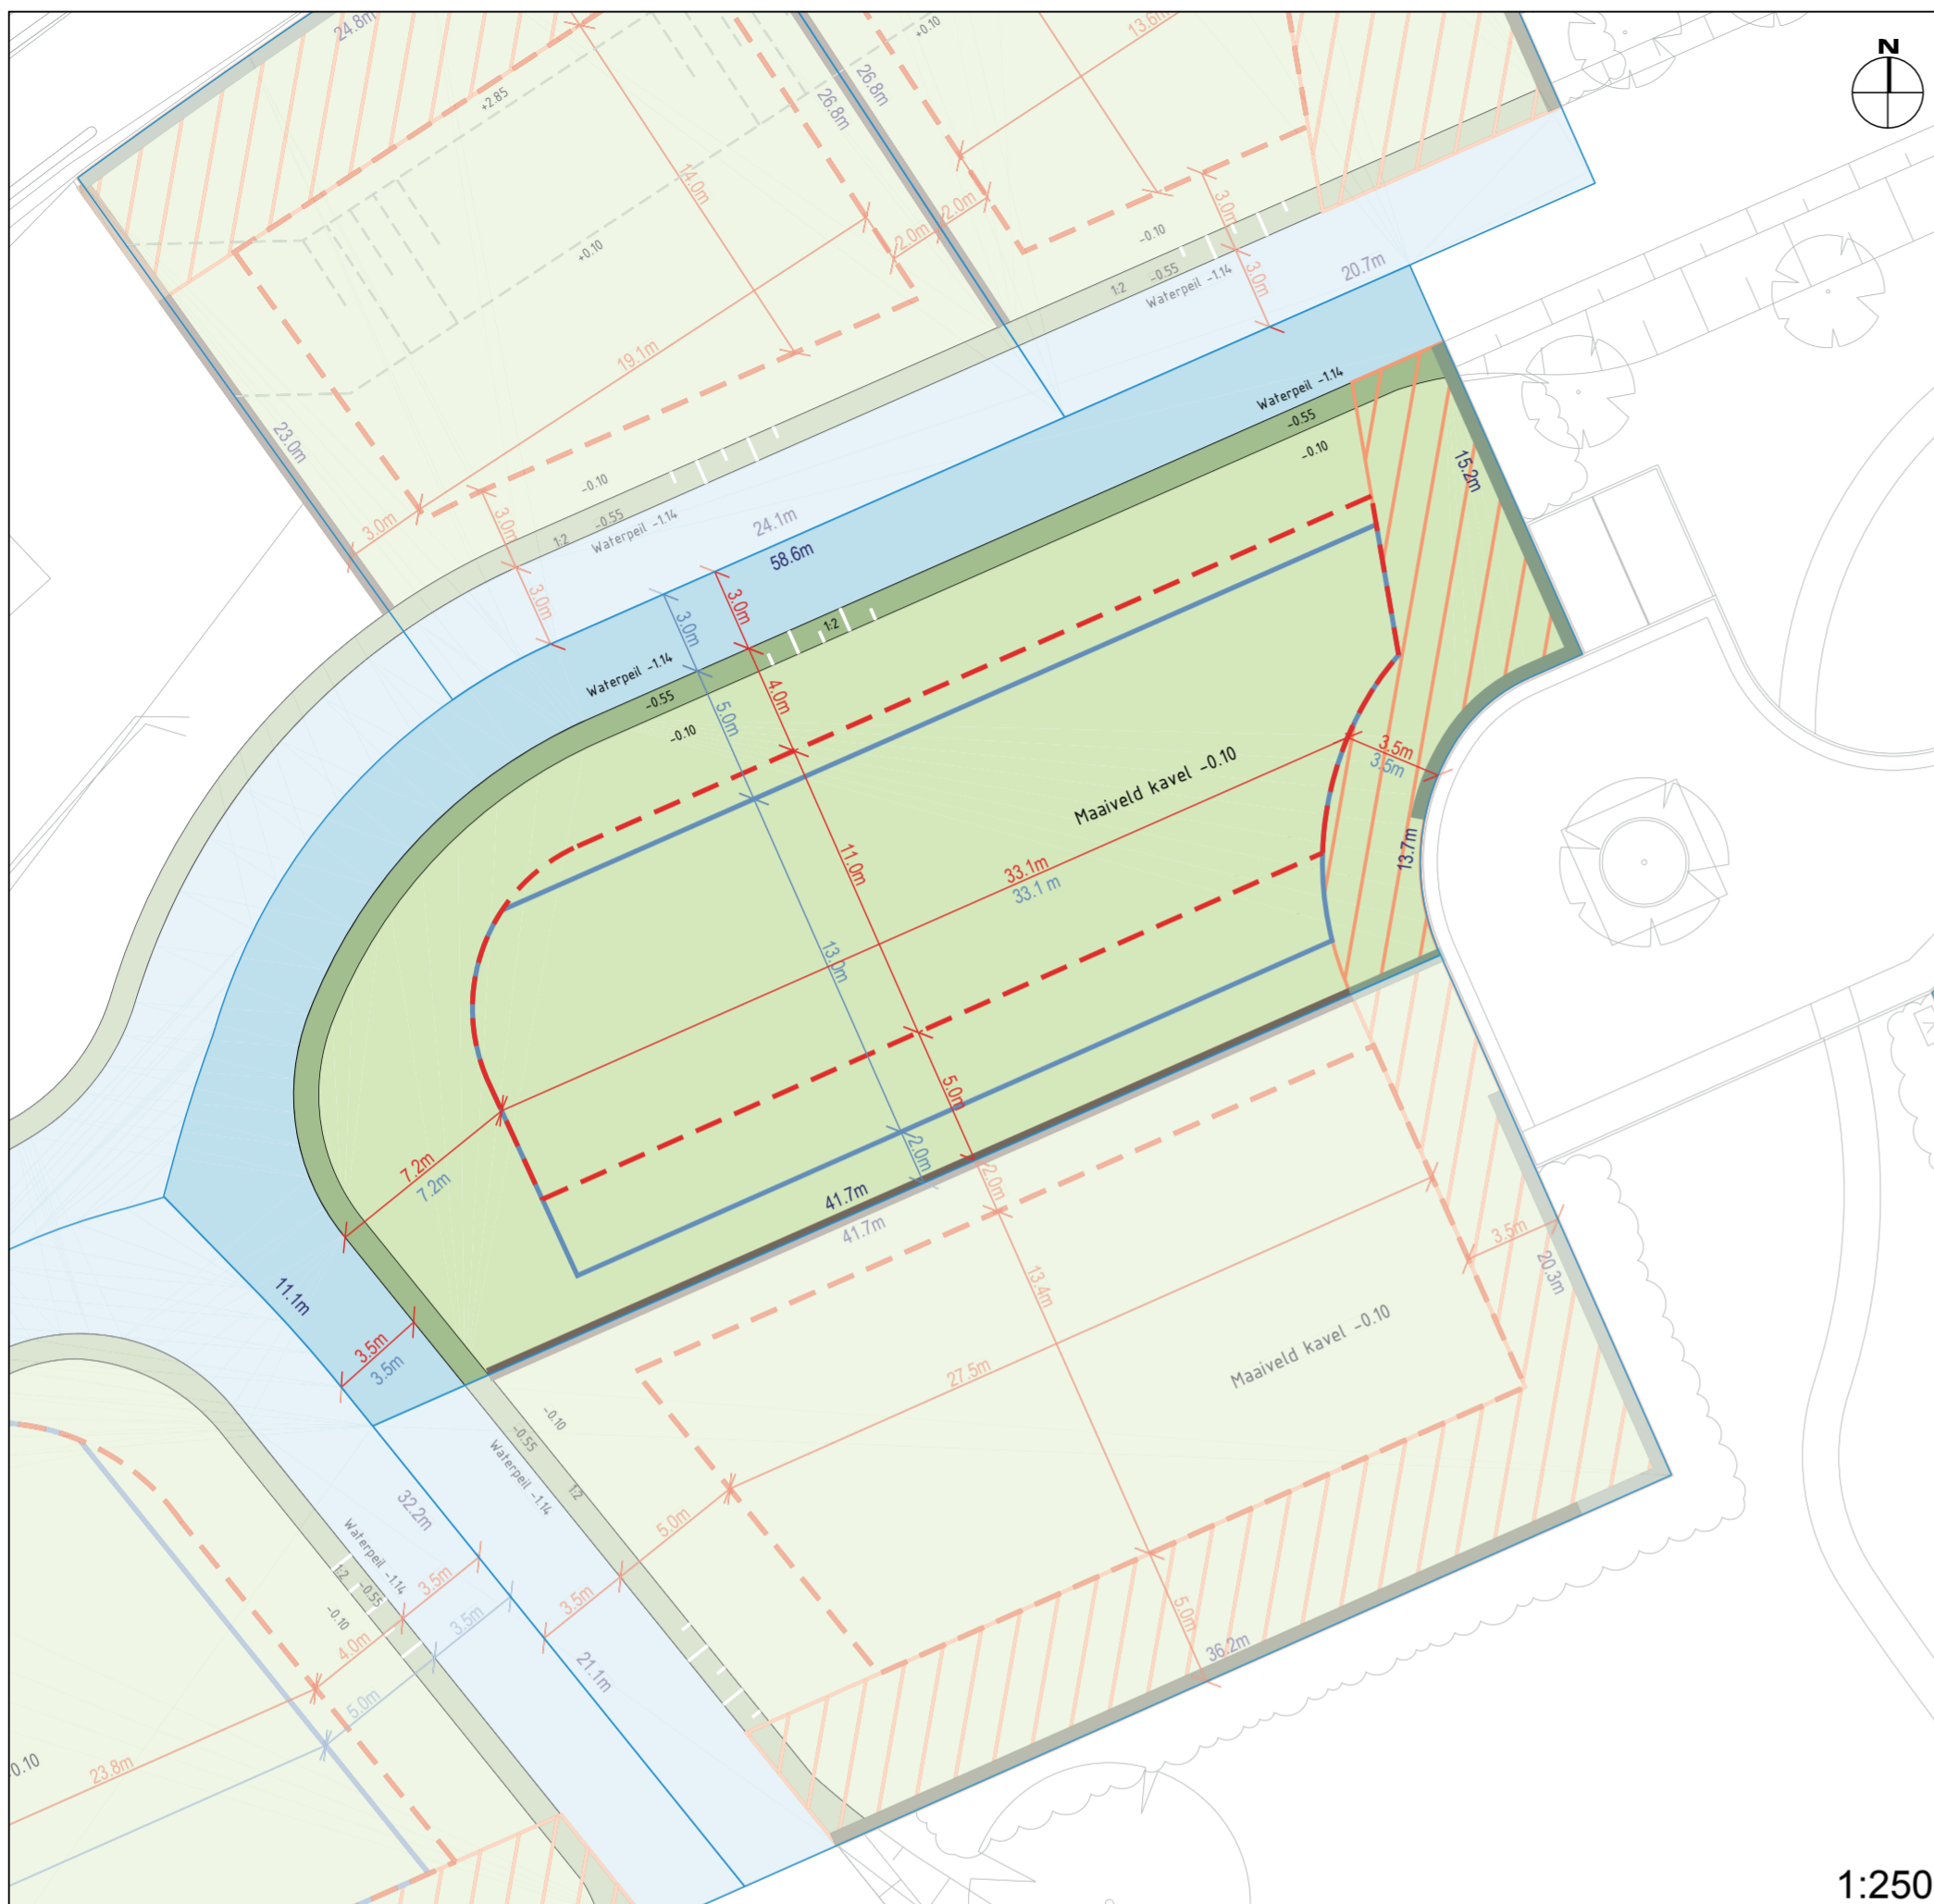 24.8m
+2.85
+0.10
26.8m
26.8m
13.6m
+0.10
N
14.0m
+0.10
2.0m
2.0m
3.0m
-0.10
3.0m
-0.55
1:2
Waterpeil -1.14
20.7m
19.1m
23.0m
3.0m
3.0m
-0.10
-0.55
1:2
Waterpeil -1.14
24.1m
58.6m
3.0m
Waterpeil -1.14
-0.55
-0.10
15.2m
3.0m
3.0m
1:2
Waterpeil -1.14
-0.55
-0.10
4.0m
5.0m
Maaiveld kavel -0.10
3.5m
3.5m
13.7m
11.0m
33.1m
33.1 m
13.0m
5.0m
2.0m
7.2m
7.2m
41.7m
41.7m
2.0m
11.1m
3.5m
3.5m
13.4m
Maaiveld kavel -0.10
3.5m
20.3m
27.5m
-0.10
-0.55
1:2
Waterpeil -1.14
32.2m
Waterpeil -1.14
1:2
-0.55
-0.10
3.5m
3.5m
4.0m
5.0m
5.0m
3.5m
21.1m
5.0m
36.2m
0.10
23.8m
1:250